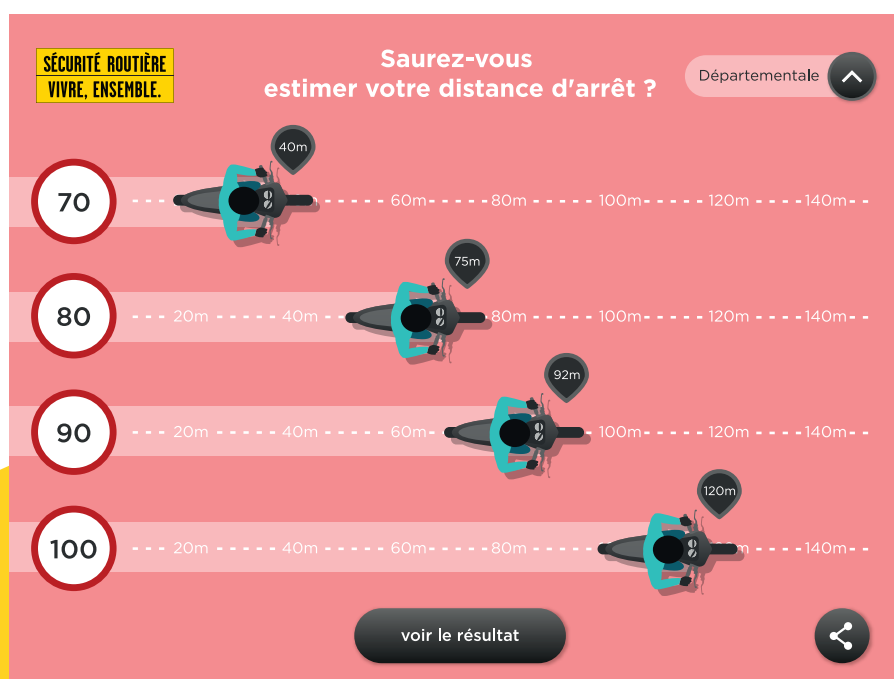 SÉCURITÉ ROUTIÈRE
VIVRE, ENSEMBLE.
Saurez-vous
estimer votre distance d'arrêt ?
Départementale
40m
70
60m
80m
100m
120m
140m
75m
80
20m
40m
80m
100m
120m
140m
92m
90
20m
40m
60m
100m
120m
140m
120m
100
20m
40m
60m
80m
140m
voir le résultat